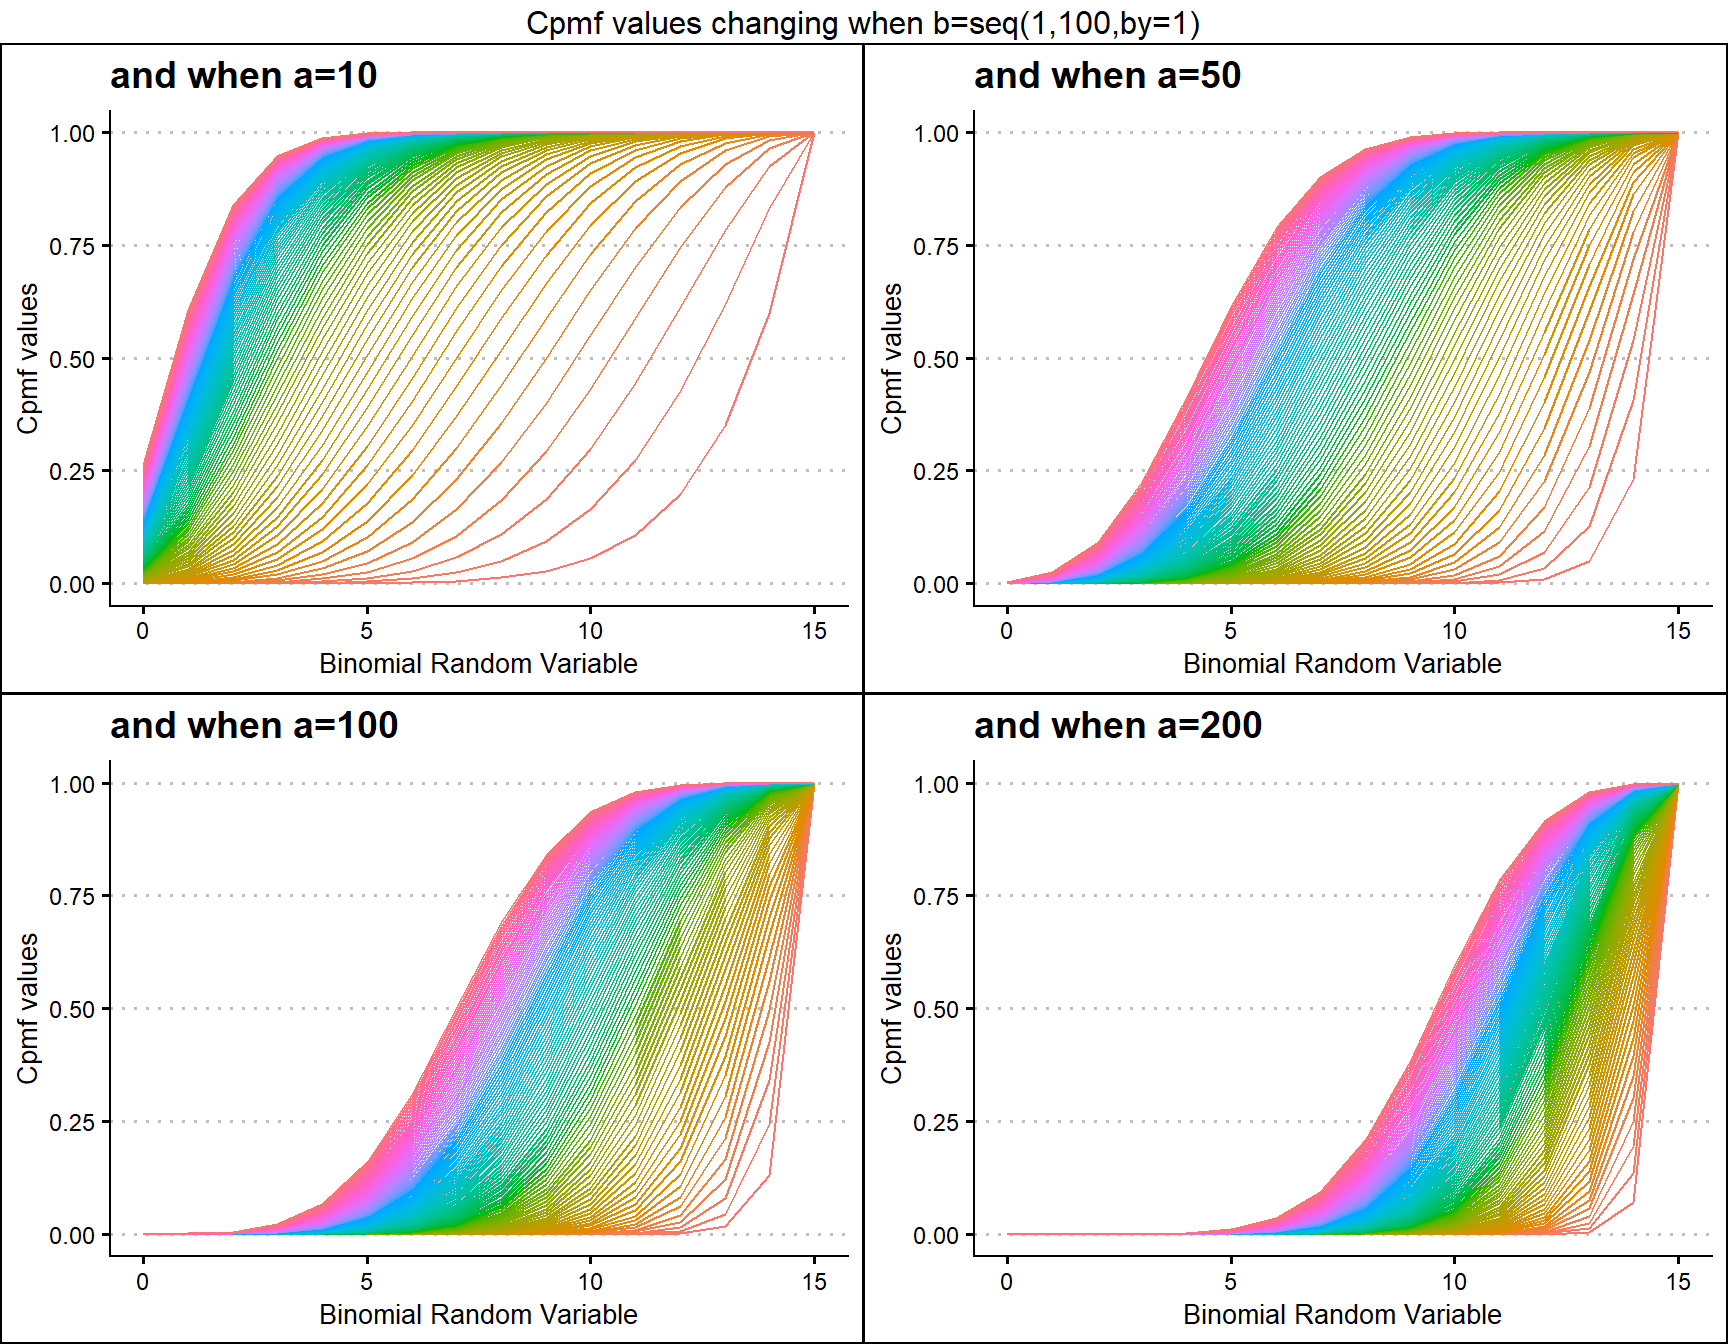 Cpmf values changing when b=seq(1,100,by=1)
and when a=10
1.00
0.75
0.50
0.25
0.00
Cpmf values
0 5 10 15
Binomial Random Variable
and when a=50
1.00
0.75
0.50
0.25
0.00
Cpmf values
0 5 10 15
Binomial Random Variable
and when a=100
1.00
0.75
0.50
0.25
0.00
Cpmf values
0 5 10 15
Binomial Random Variable
and when a=200
1.00
0.75
0.50
0.25
0.00
Cpmf values
0 5 10 15
Binomial Random Variable